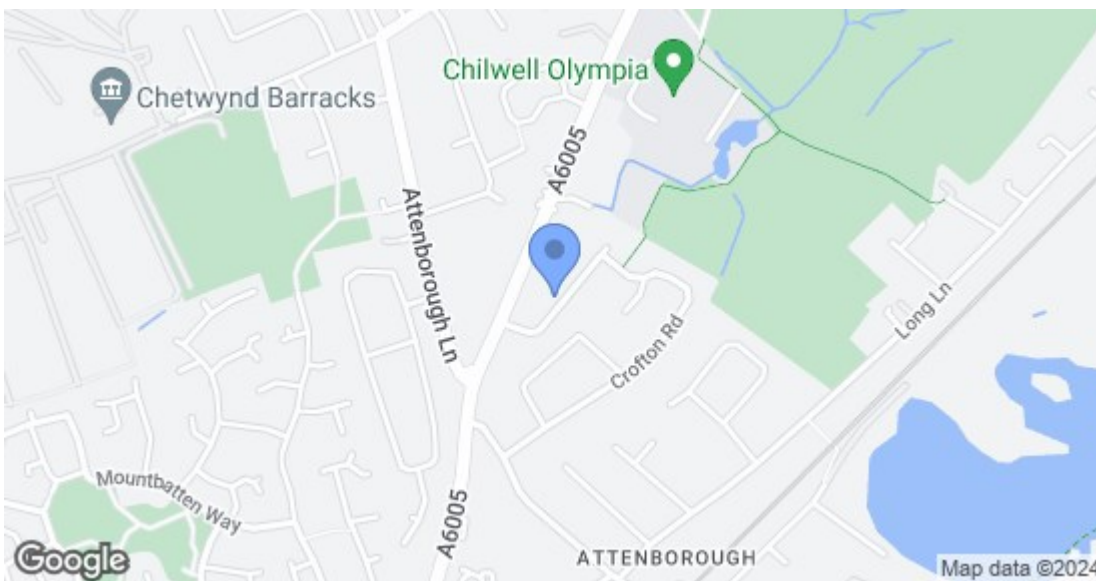 Chilwell Olympia
Chetwynd Barracks
A6005
Attenborough Ln
Long Ln
Crofton Rd
Mountbatten Way
A6005
ATTENBOROUGH
Google
Map data ©2024